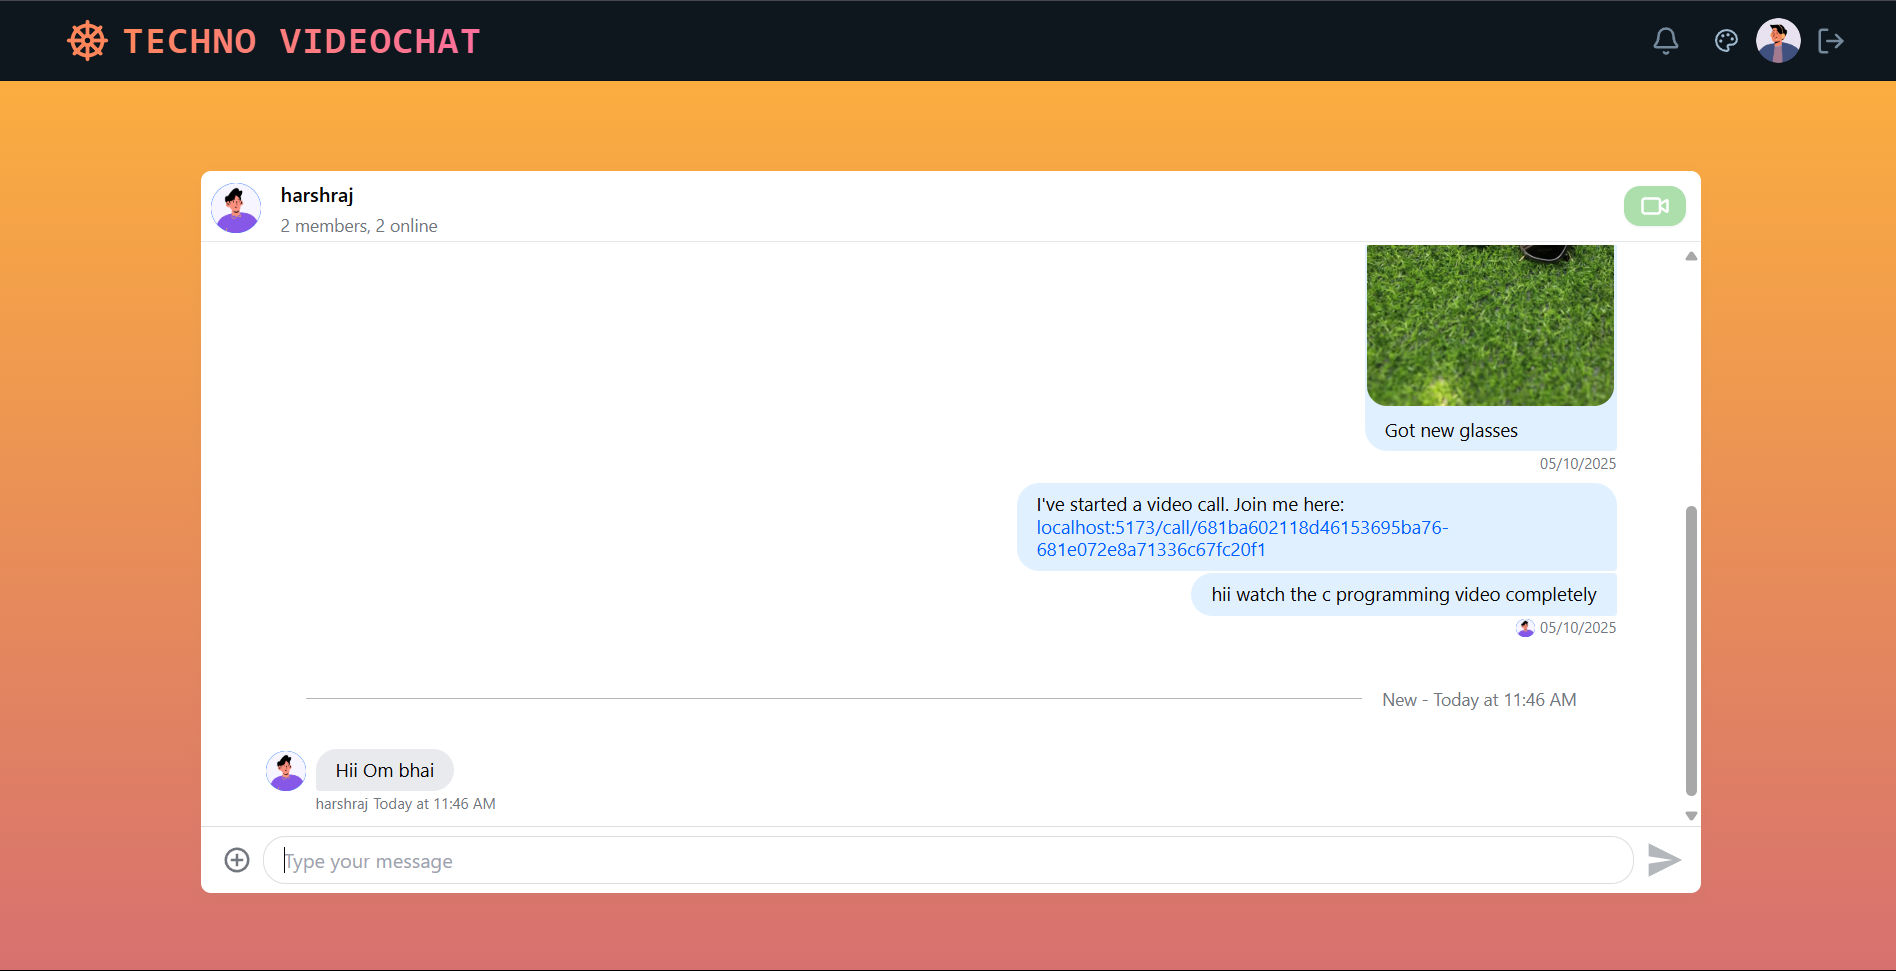 TECHNO VIDEOCHAT
harshraj
2 members, 2 online
Got new glasses
05/10/2025
I've started a video call. Join me here:
localhost:5173/call/681ba602118d46153695ba76-
681e072e8a71336c67fc20f1
hii watch the c programming video completely
05/10/2025
New - Today at 11:46 AM
Hii Om bhai
harshraj Today at 11:46 AM
Type your message